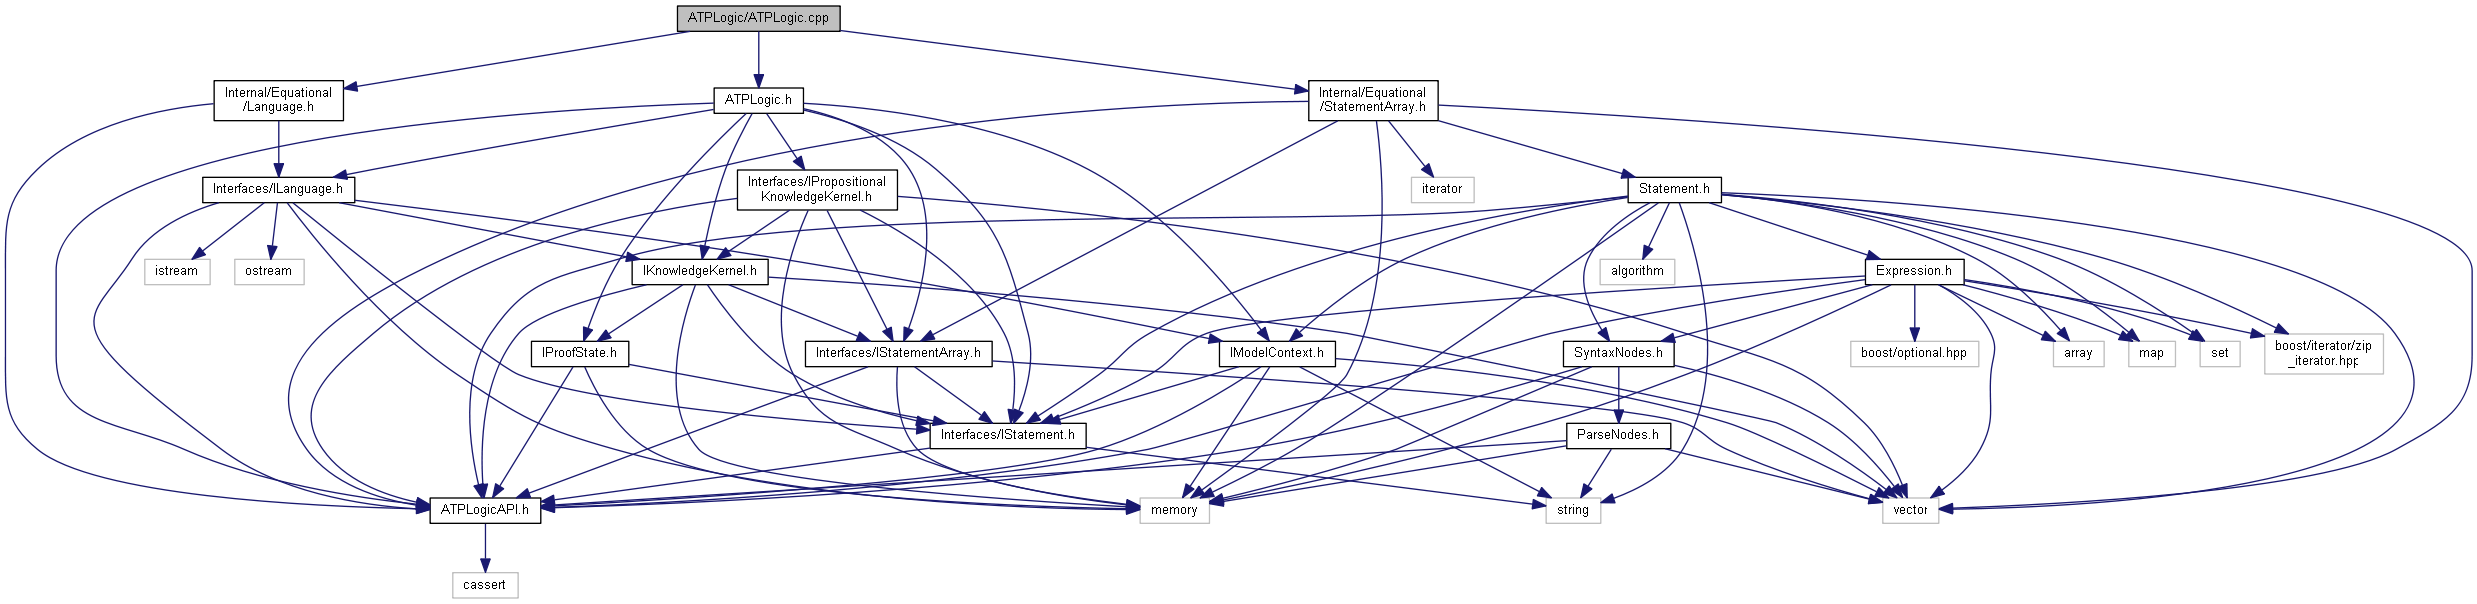 ATPLogic/ATPLogic.cpp
Internal/Equational
/Language.h
ATPLogic.h
Internal/Equational
/StatementArray.h
Interfaces/ILanguage.h
Interfaces/IPropositional
KnowledgeKernel.h
iterator
Statement.h
istream
ostream
IKnowledgeKernel.h
algorithm
Expression.h
IProofState.h
Interfaces/IStatementArray.h
IModelContext.h
SyntaxNodes.h
boost/optional.hpp
array
map
set
boost/iterator/zip
_iterator.hpp
Interfaces/IStatement.h
ParseNodes.h
ATPLogicAPI.h
memory
string
vector
cassert